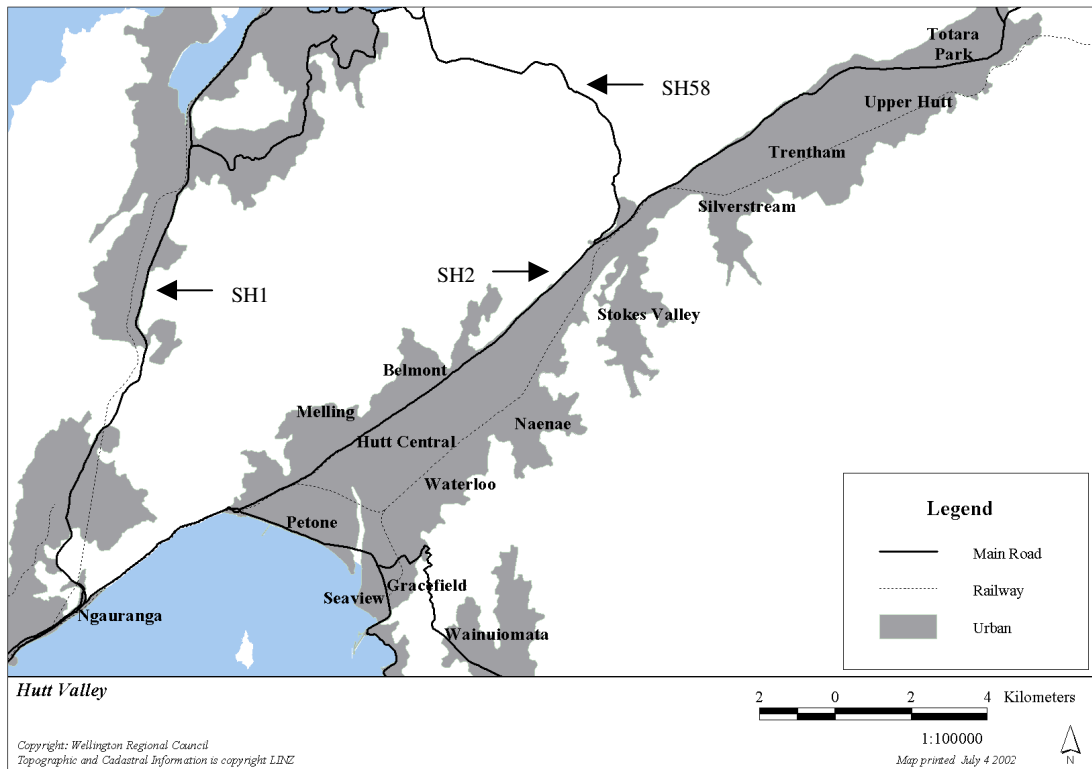 Totara
Park
SH58
Upper Hutt
Trentham
Silverstream
SH2
SH1
Stokes Valley
Belmont
Melling
Naenae
Hutt Central
Waterloo
Petone
Gracefield
Seaview
Ngauranga
Wainuiomata
Legend
Main Road
Railway
Urban
Hutt Valley
2 0 2 4 Kilometers
1:100000
Copyright: Wellington Regional Council
Topographic and Cadastral Information is copyright LINZ
Map printed July 4 2002
N